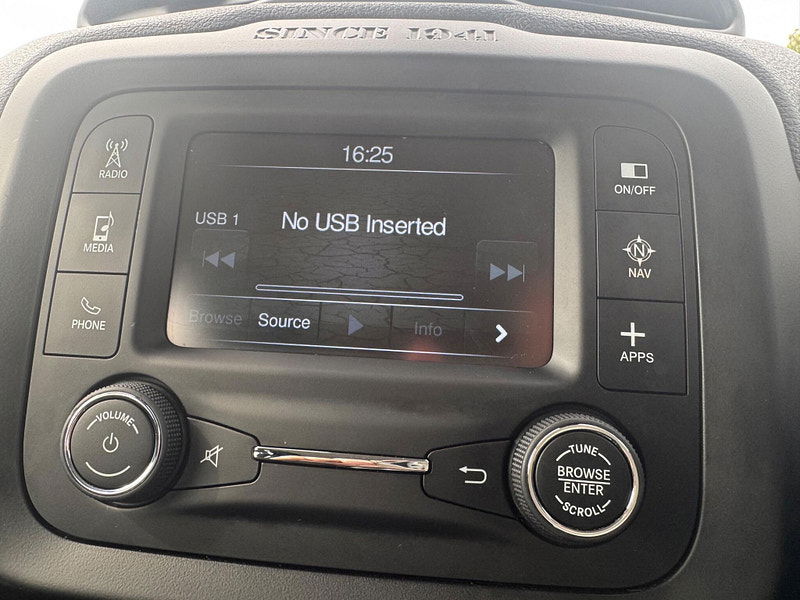 SINCE 1941
RADIO
MEDIA
PHONE
16:25
USB 1
No USB Inserted
Browse Source Info
ON/OFF
N
NAV
APPS
VOLUME
TUNE
BROWSE
ENTER
SCROLL